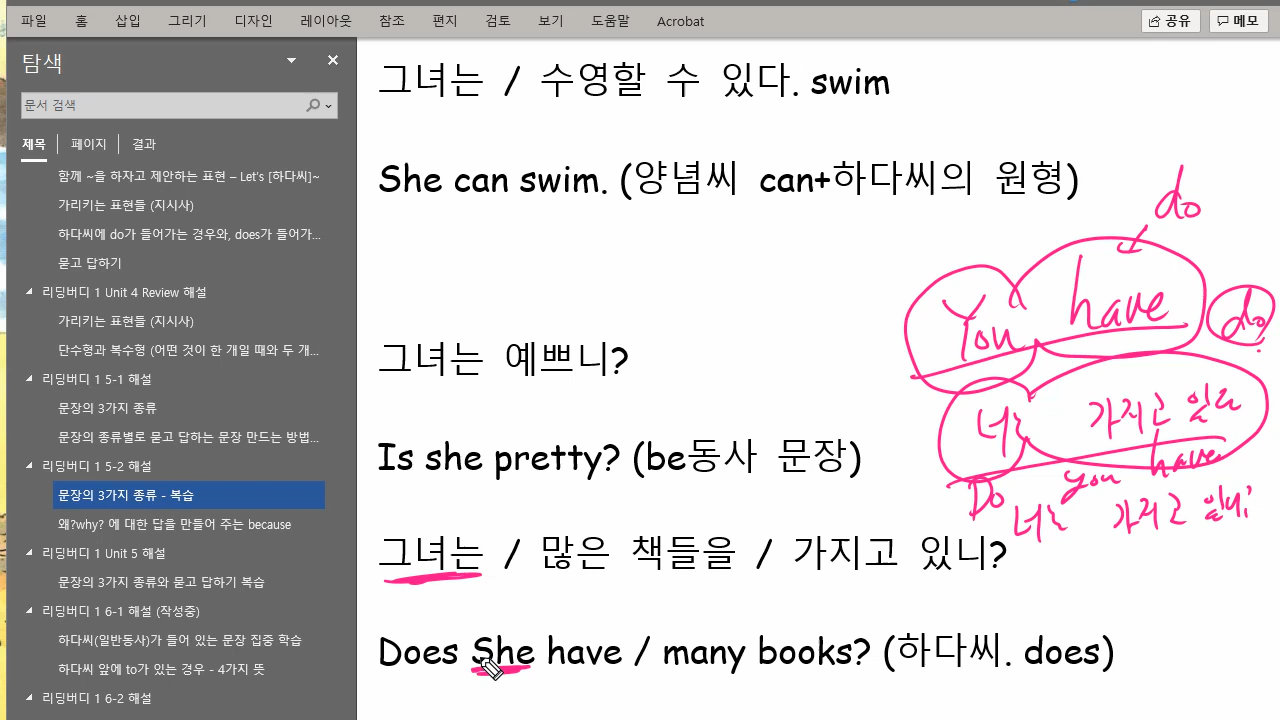 파일 홈 삽입 그리기 디자인 레이아웃 참조 편지 검토 보기 도움말 Acrobat 공유 메모
탐색
문서 검색
제목 페이지 결과
함께 ~을 하자고 제안하는 표현 – Let's [하다씨]~
가리키는 표현들 (지시사)
하다씨에 do가 들어가는 경우와, does가 들어가...
묻고 답하기
리딩버디 1 Unit 4 Review 해설
가리키는 표현들 (지시사)
단수형과 복수형 (어떤 것이 한 개일 때와 두 개...
리딩버디 1 5-1 해설
문장의 3가지 종류
문장의 종류별로 묻고 답하는 문장 만드는 방법...
리딩버디 1 5-2 해설
문장의 3가지 종류 - 복습
왜?why? 에 대한 답을 만들어 주는 because
리딩버디 1 Unit 5 해설
문장의 3가지 종류와 묻고 답하기 복습
리딩버디 1 6-1 해설 (작성중)
하다씨(일반동사)가 들어 있는 문장 집중 학습
하다씨 앞에 to가 있는 경우 - 4가지 뜻
리딩버디 1 6-2 해설
그녀는 / 수영할 수 있다. swim
She can swim. (양념씨 can+하다씨의 원형)
do
You have do
너는 가지고 있다
Do you have
너는 가지고 있니?
그녀는 예쁘니?
Is she pretty? (be동사 문장)
그녀는 / 많은 책들을 / 가지고 있니?
Does She have / many books? (하다씨. does)